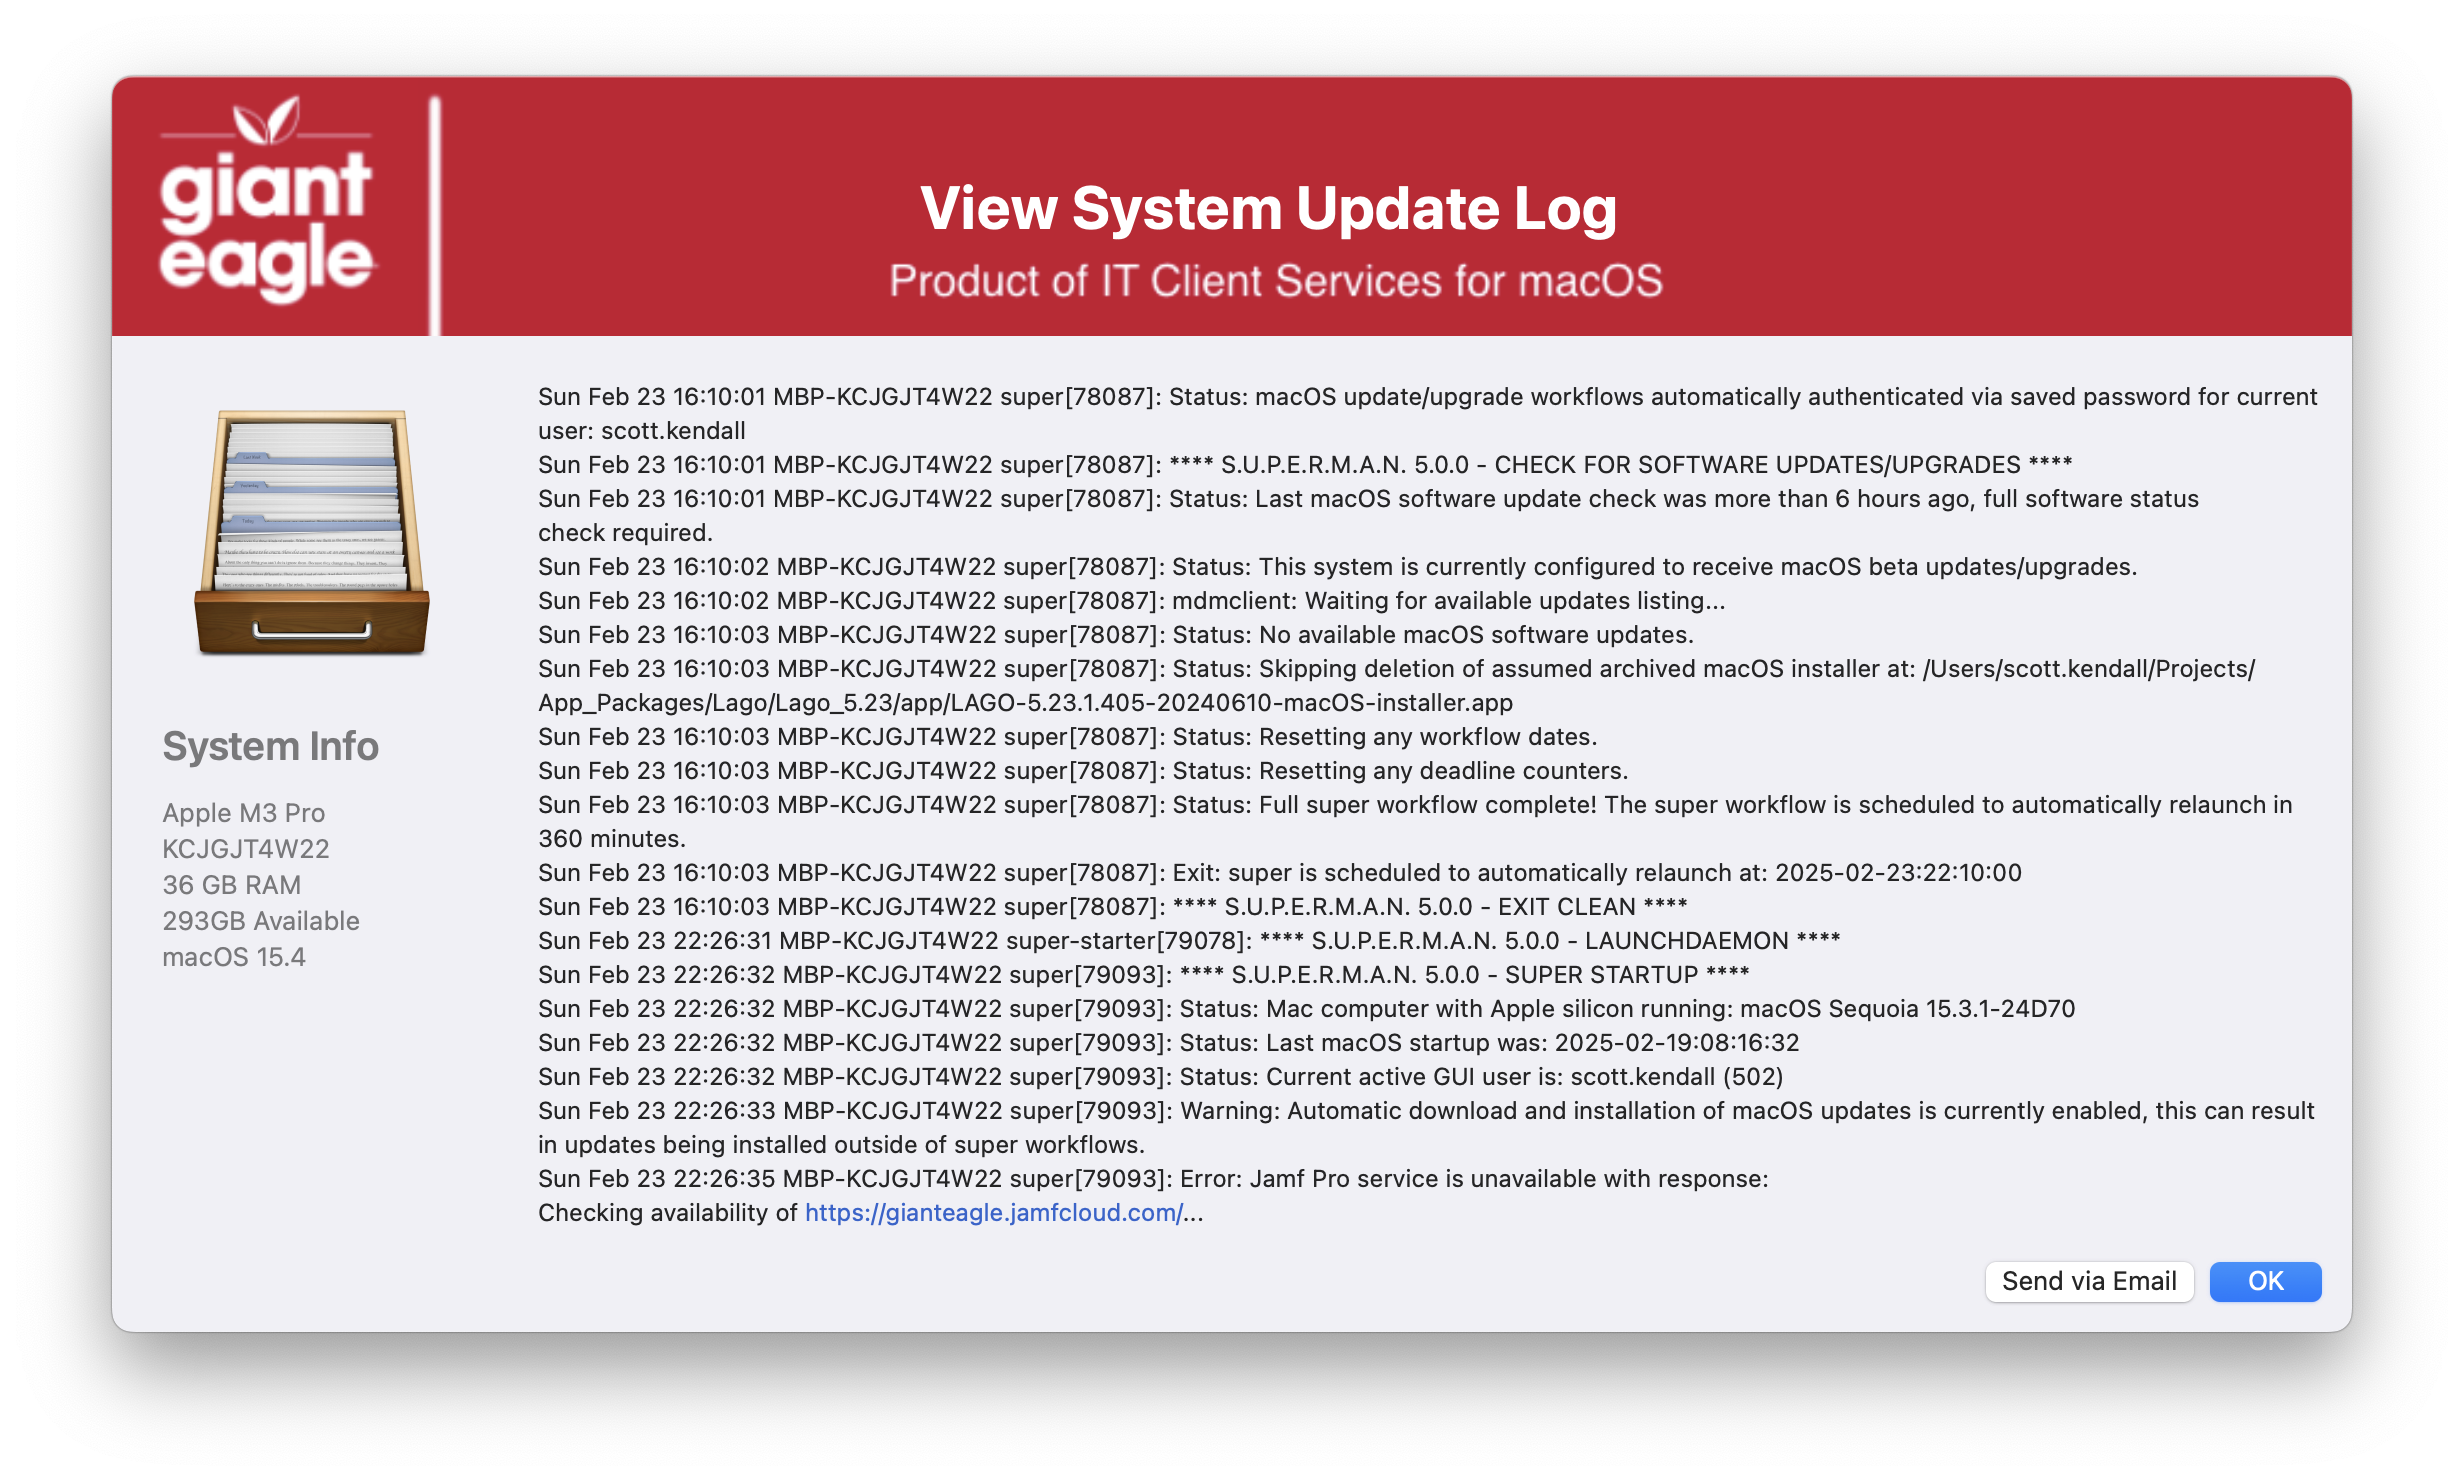 giant
eagle
View System Update Log
Product of IT Client Services for macOS
System Info
Apple M3 Pro
KCJGJT4W22
36 GB RAM
293GB Available
macOS 15.4
Sun Feb 23 16:10:01 MBP-KCJGJT4W22 super[78087]: Status: macOS update/upgrade workflows automatically authenticated via saved password for current
user: scott.kendall
Sun Feb 23 16:10:01 MBP-KCJGJT4W22 super[78087]: **** S.U.P.E.R.M.A.N. 5.0.0 - CHECK FOR SOFTWARE UPDATES/UPGRADES ****
Sun Feb 23 16:10:01 MBP-KCJGJT4W22 super[78087]: Status: Last macOS software update check was more than 6 hours ago, full software status
check required.
Sun Feb 23 16:10:02 MBP-KCJGJT4W22 super[78087]: Status: This system is currently configured to receive macOS beta updates/upgrades.
Sun Feb 23 16:10:02 MBP-KCJGJT4W22 super[78087]: mdmclient: Waiting for available updates listing...
Sun Feb 23 16:10:03 MBP-KCJGJT4W22 super[78087]: Status: No available macOS software updates.
Sun Feb 23 16:10:03 MBP-KCJGJT4W22 super[78087]: Status: Skipping deletion of assumed archived macOS installer at: /Users/scott.kendall/Projects/
App_Packages/Lago/Lago_5.23/app/LAGO-5.23.1.405-20240610-macOS-installer.app
Sun Feb 23 16:10:03 MBP-KCJGJT4W22 super[78087]: Status: Resetting any workflow dates.
Sun Feb 23 16:10:03 MBP-KCJGJT4W22 super[78087]: Status: Resetting any deadline counters.
Sun Feb 23 16:10:03 MBP-KCJGJT4W22 super[78087]: Status: Full super workflow complete! The super workflow is scheduled to automatically relaunch in
360 minutes.
Sun Feb 23 16:10:03 MBP-KCJGJT4W22 super[78087]: Exit: super is scheduled to automatically relaunch at: 2025-02-23:22:10:00
Sun Feb 23 16:10:03 MBP-KCJGJT4W22 super[78087]: **** S.U.P.E.R.M.A.N. 5.0.0 - EXIT CLEAN ****
Sun Feb 23 22:26:31 MBP-KCJGJT4W22 super-starter[79078]: **** S.U.P.E.R.M.A.N. 5.0.0 - LAUNCHDAEMON ****
Sun Feb 23 22:26:32 MBP-KCJGJT4W22 super[79093]: **** S.U.P.E.R.M.A.N. 5.0.0 - SUPER STARTUP ****
Sun Feb 23 22:26:32 MBP-KCJGJT4W22 super[79093]: Status: Mac computer with Apple silicon running: macOS Sequoia 15.3.1-24D70
Sun Feb 23 22:26:32 MBP-KCJGJT4W22 super[79093]: Status: Last macOS startup was: 2025-02-19:08:16:32
Sun Feb 23 22:26:32 MBP-KCJGJT4W22 super[79093]: Status: Current active GUI user is: scott.kendall (502)
Sun Feb 23 22:26:33 MBP-KCJGJT4W22 super[79093]: Warning: Automatic download and installation of macOS updates is currently enabled, this can result
in updates being installed outside of super workflows.
Sun Feb 23 22:26:35 MBP-KCJGJT4W22 super[79093]: Error: Jamf Pro service is unavailable with response:
Checking availability of https://gianteagle.jamfcloud.com/...
Send via Email
OK